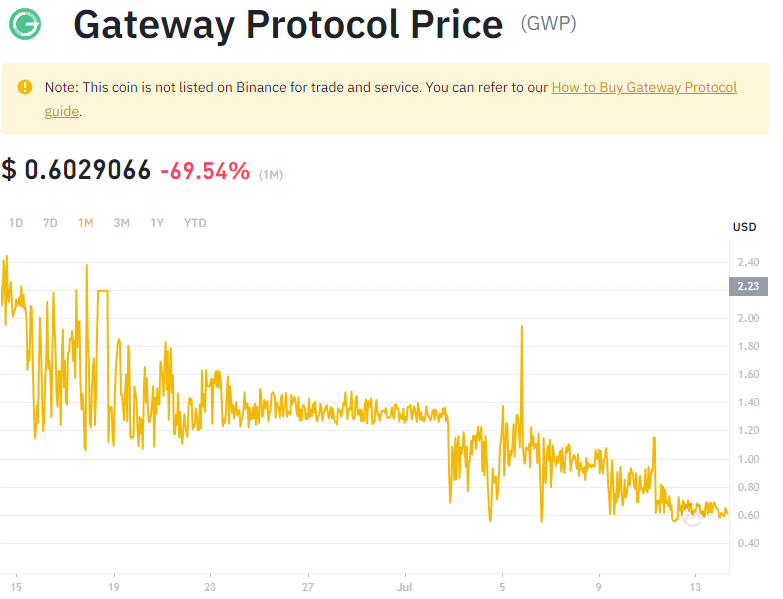 Gateway Protocol Price (GWP)
Note: This coin is not listed on Binance for trade and service. You can refer to our How to Buy Gateway Protocol
guide.
$ 0.6029066 -69.54% (1M)
1D 7D 1M 3M 1Y YTD
USD
2.40
2.23
2.00
1.80
1.60
1.40
1.20
1.00
0.80
0.60
0.40
15 19 23 27 Jul 5 9 13